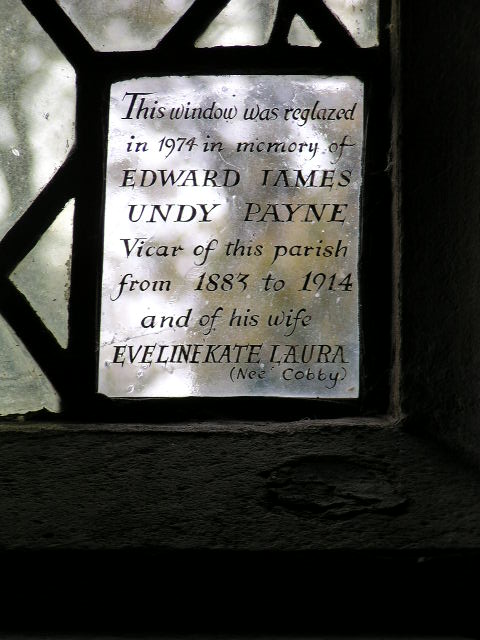 This window was reglazed
in 1974 in memory of
EDWARD IAMES
UNDY PAYNE
Vicar of this parish
from 1883 to 1914
and of his wife
EVELINE KATE LAURA
(Neé Cobby)